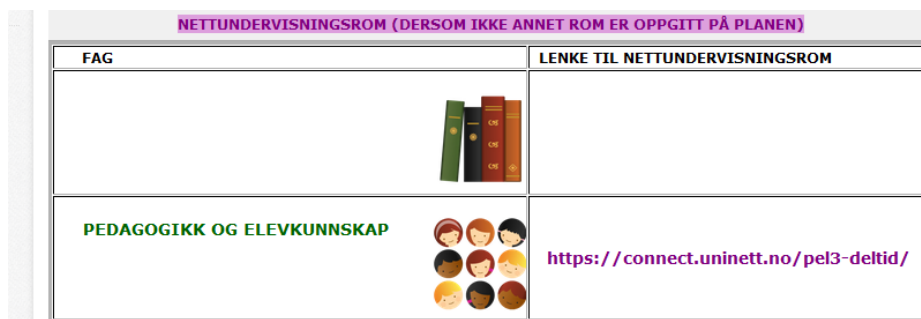 NETTUNDERVISNINGSROM (DERSOM IKKE ANNET ROM ER OPPGITT PÅ PLANEN)
FAG
LENKE TIL NETTUNDERVISNINGSROM
PEDAGOGIKK OG ELEVKUNNSKAP
https://connect.uninett.no/pel3-deltid/